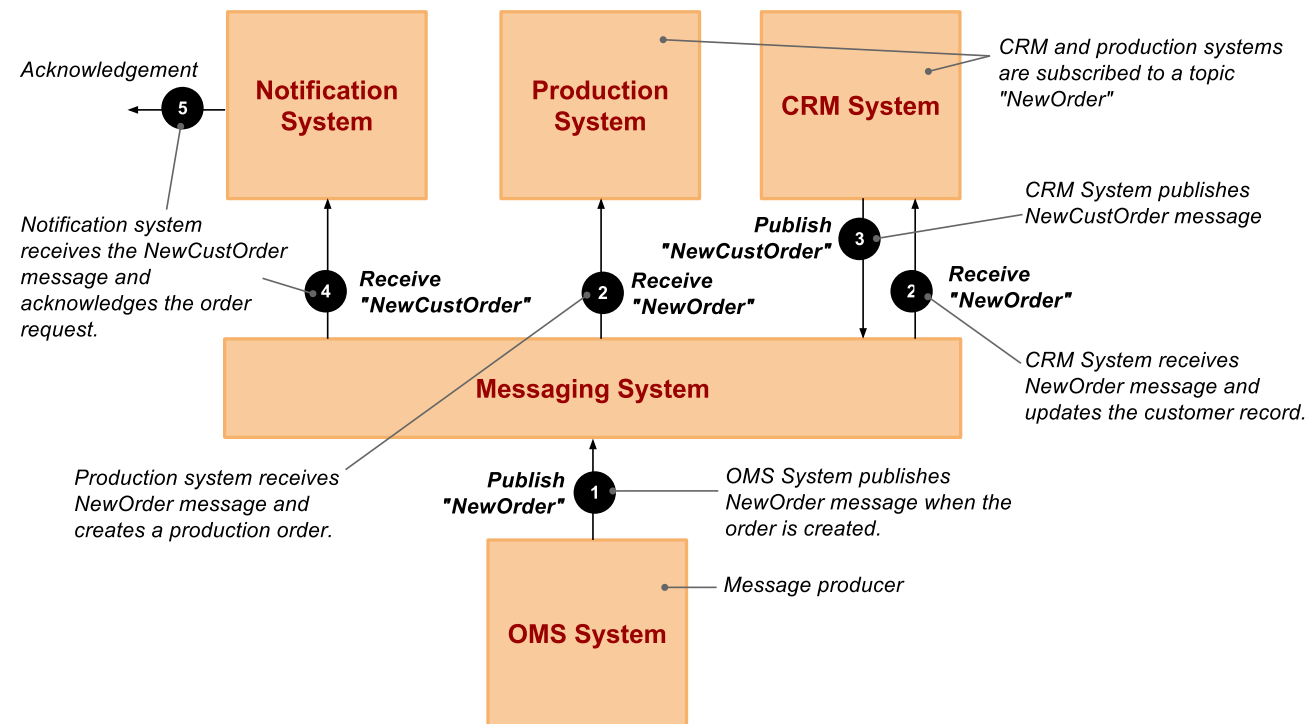 Acknowledgement
5
Notification
System
Production
System
CRM System
CRM and production systems
are subscribed to a topic
"NewOrder"
Notification system
receives the NewCustOrder
message and
acknowledges the order
request.
4
Receive
"NewCustOrder"
2
Receive
"NewOrder"
Publish
"NewCustOrder"
3
CRM System publishes
NewCustOrder message
2
Receive
"NewOrder"
CRM System receives
NewOrder message and
updates the customer record.
Messaging System
Production system receives
NewOrder message and
creates a production order.
Publish
"NewOrder"
1
OMS System publishes
NewOrder message when the
order is created.
Message producer
OMS System